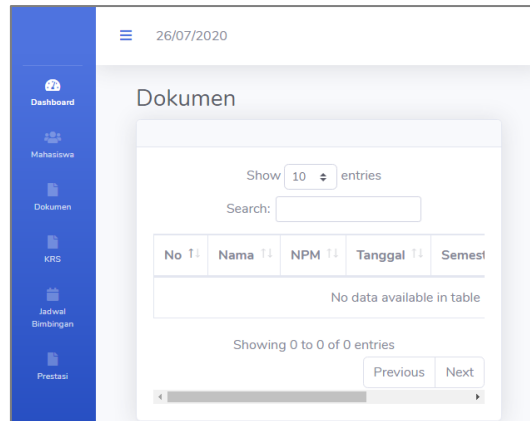 26/07/2020
Dashboard
Mahasiswa
Dokumen
KRS
Jadwal
Bimbingan
Prestasi
Dokumen
Show 10 entries
Search:
No Nama NPM Tanggal Semest
No data available in table
Showing 0 to 0 of 0 entries
Previous Next